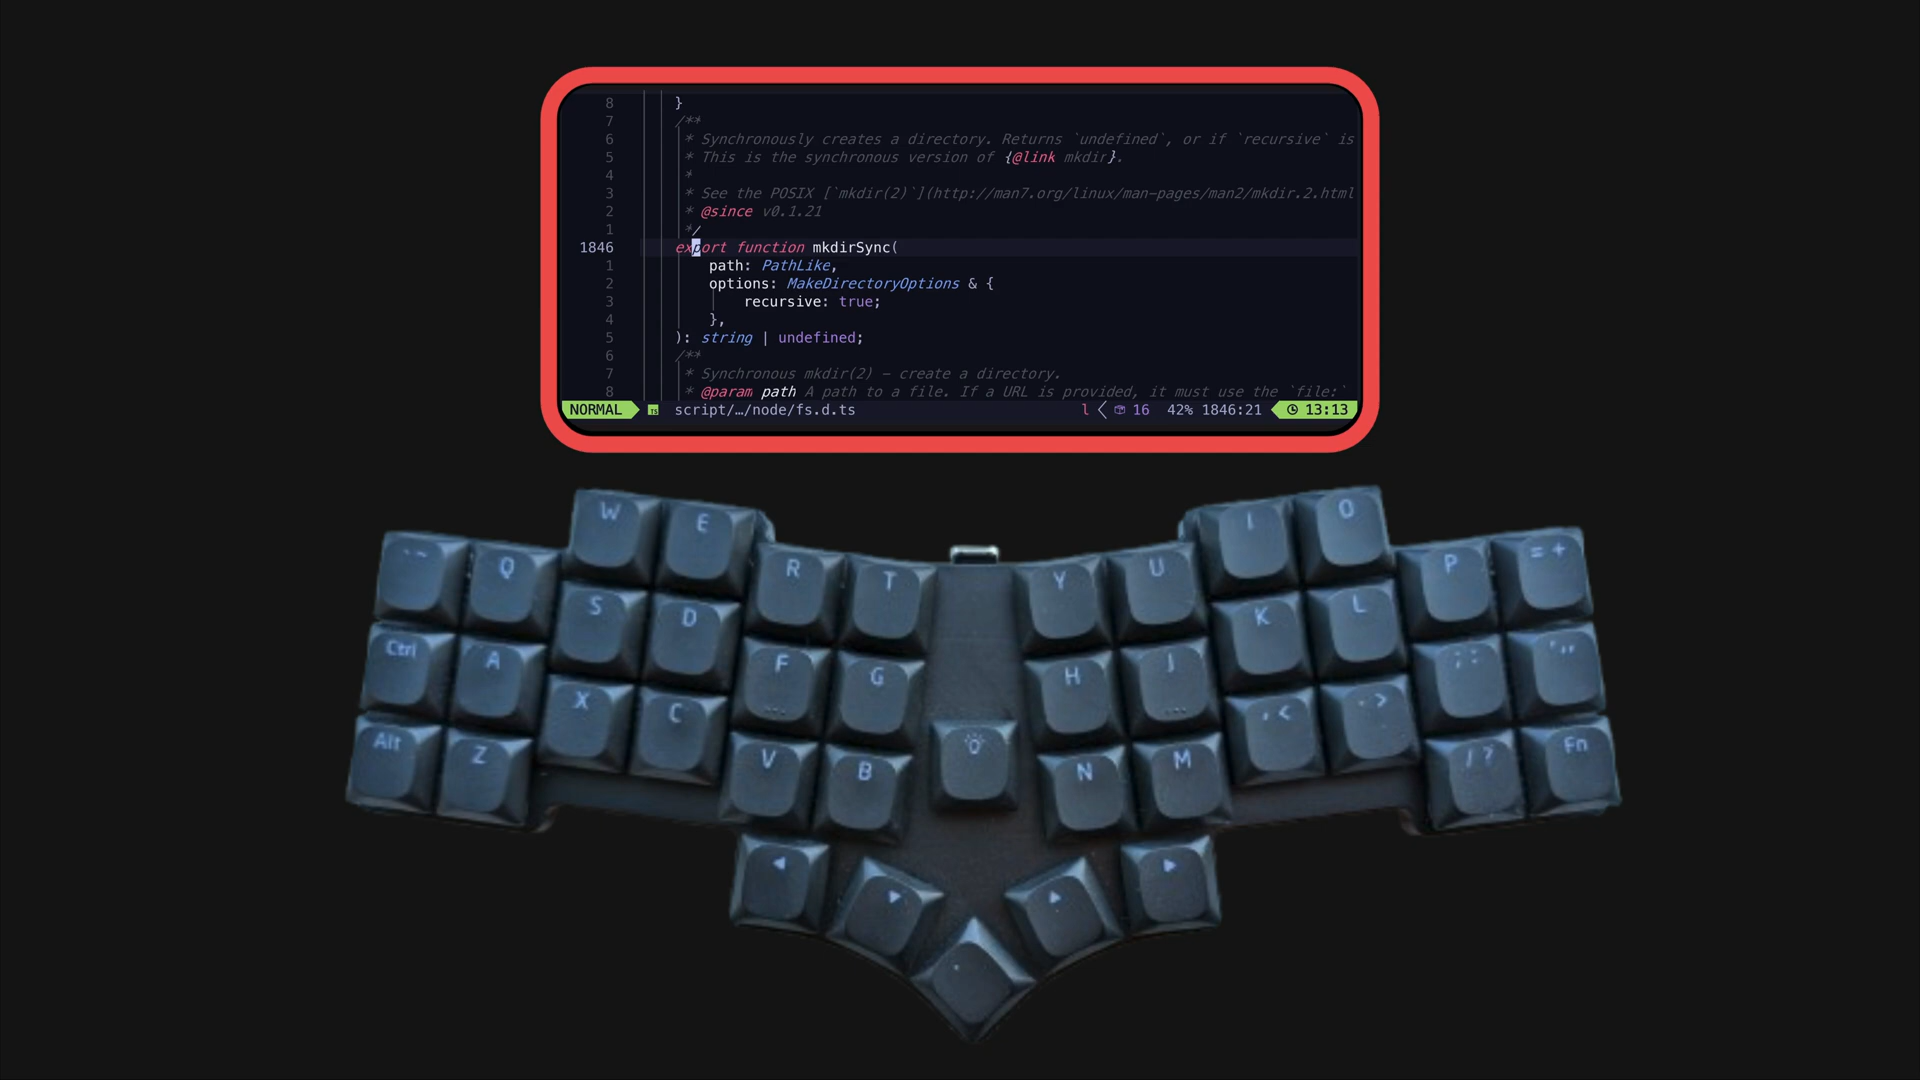 8 }
7 /**
6 * Synchronously creates a directory. Returns `undefined`, or if `recursive` is
5 * This is the synchronous version of {@link mkdir}.
4 *
3 * See the POSIX [`mkdir(2)`](http://man7.org/linux/man-pages/man2/mkdir.2.html
2 * @since v0.1.21
1 */
1846 export function mkdirSync(
1 path: PathLike,
2 options: MakeDirectoryOptions & {
3 recursive: true;
4 },
5 ): string | undefined;
6 /**
7 * Synchronous mkdir(2) – create a directory.
8 * @param path A path to a file. If a URL is provided, it must use the `file:`
NORMAL TS script/…/node/fs.d.ts l 16 42% 1846:21 13:13
Q W E R T Y U I O P = +
Ctrl A S D F G H J K L ; : ' "
Alt Z X C V B N M , < . > / ? Fn